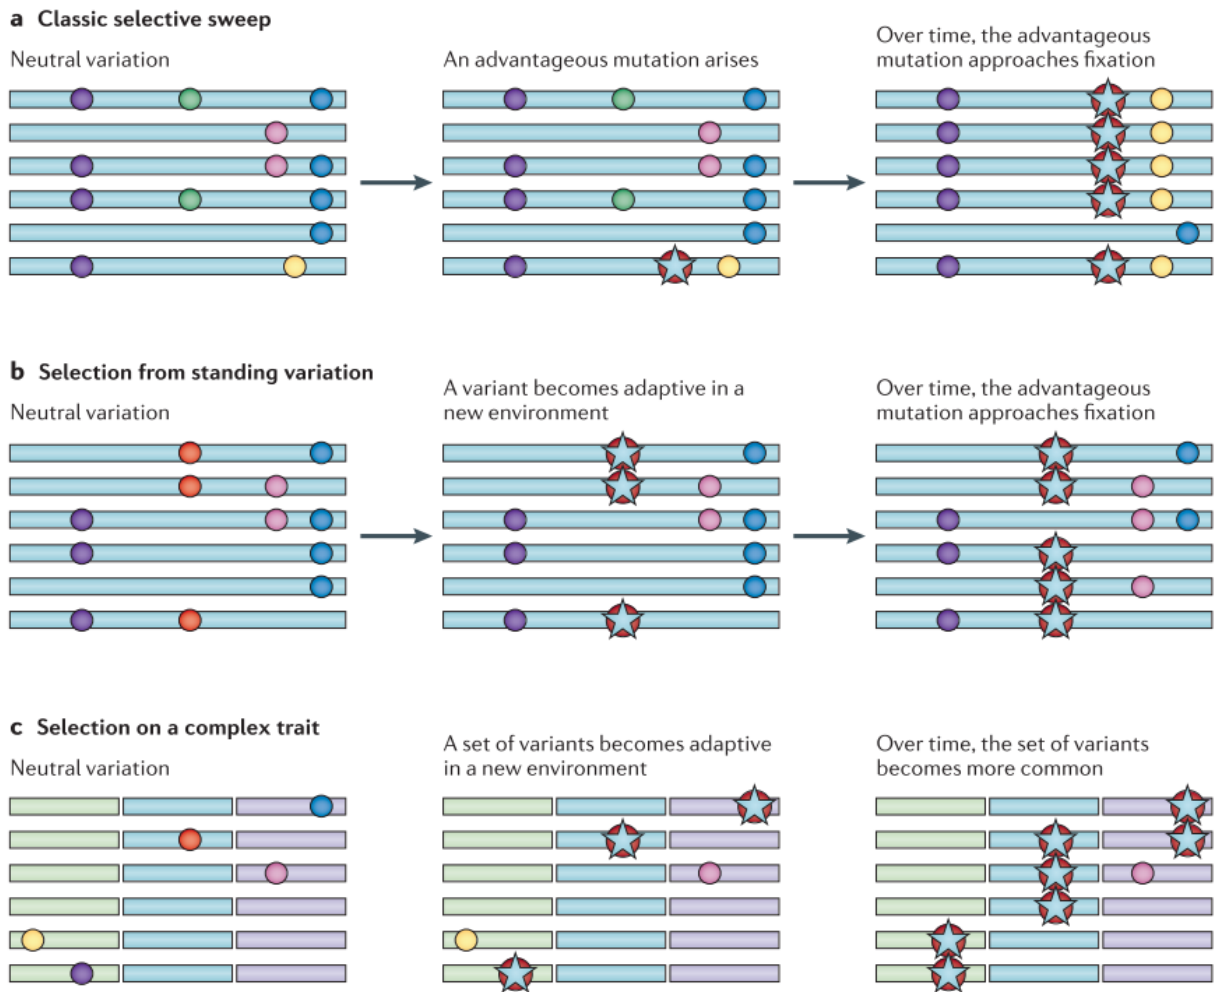 a Classic selective sweep
Neutral variation
An advantageous mutation arises
Over time, the advantageous
mutation approaches fixation
b Selection from standing variation
Neutral variation
A variant becomes adaptive in a
new environment
Over time, the advantageous
mutation approaches fixation
c Selection on a complex trait
Neutral variation
A set of variants becomes adaptive
in a new environment
Over time, the set of variants
becomes more common